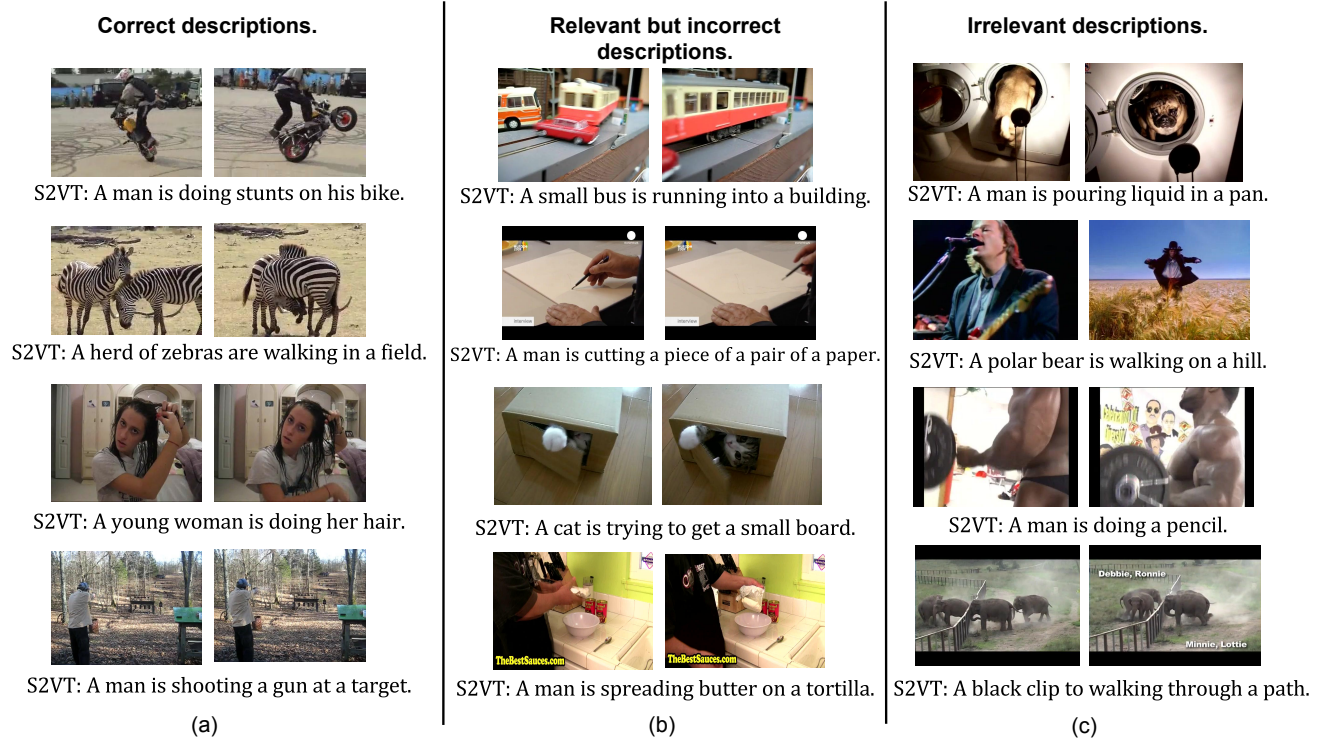 Correct descriptions.
S2VT: A man is doing stunts on his bike.
S2VT: A herd of zebras are walking in a field.
S2VT: A young woman is doing her hair.
S2VT: A man is shooting a gun at a target.
(a)
Relevant but incorrect
descriptions.
S2VT: A small bus is running into a building.
interview
S2VT: A man is cutting a piece of a pair of a paper.
S2VT: A cat is trying to get a small board.
TheBestSauces.com
TheBestSauces.com
S2VT: A man is spreading butter on a tortilla.
(b)
Irrelevant descriptions.
S2VT: A man is pouring liquid in a pan.
S2VT: A polar bear is walking on a hill.
S2VT: A man is doing a pencil.
Debbie, Ronnie
Minnie, Lottie
S2VT: A black clip to walking through a path.
(c)